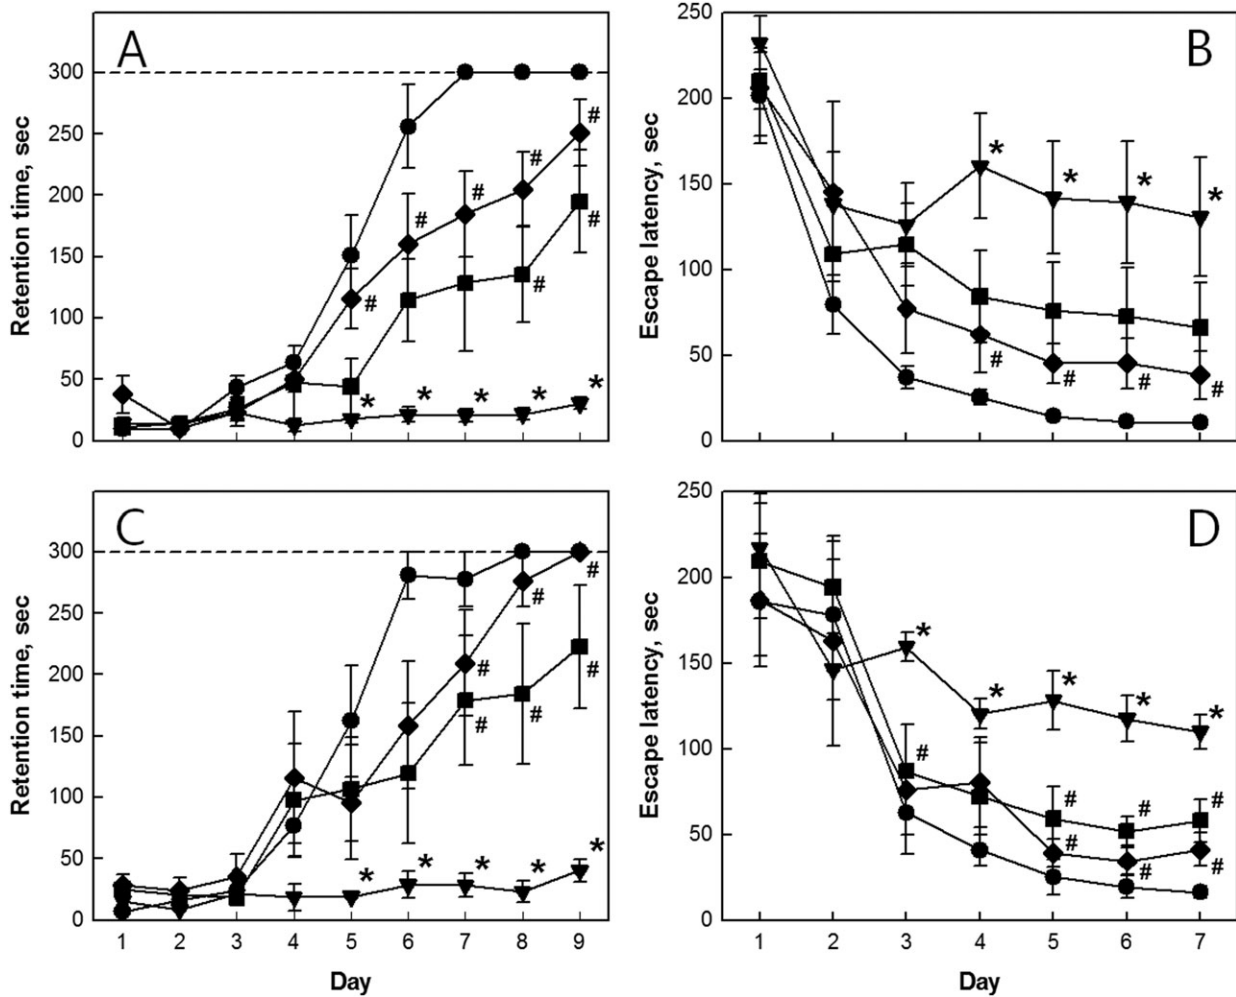 A
Retention time, sec
300
250
200
150
100
50
0
# # # # # # #
* * * * *
B
Escape latency, sec
250
200
150
100
50
0
* * * *
# # # #
C
Retention time, sec
300
250
200
150
100
50
0
# # # # # #
* * * * *
1 2 3 4 5 6 7 8 9
Day
D
Escape latency, sec
250
200
150
100
50
0
* * * * *
# # # # # # #
1 2 3 4 5 6 7
Day